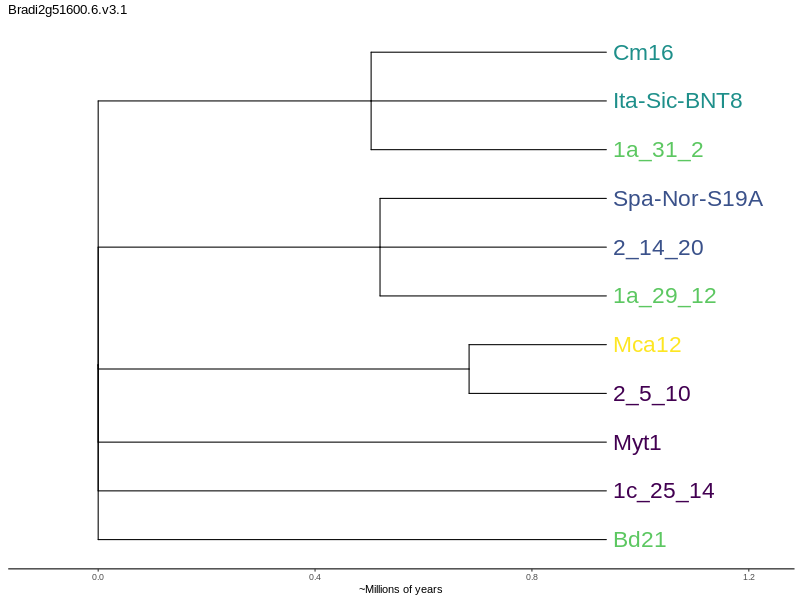 Bradi2g51600.6.v3.1
Cm16
Ita-Sic-BNT8
1a_31_2
Spa-Nor-S19A
2_14_20
1a_29_12
Mca12
2_5_10
Myt1
1c_25_14
Bd21
0.0 0.4 0.8 1.2
~Millions of years